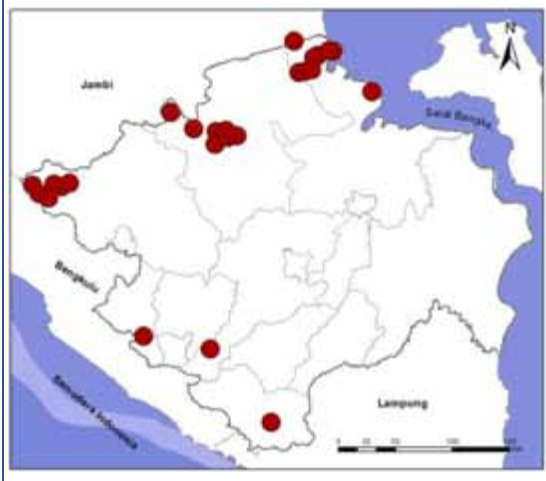 N
Jambi
Selat Bangka
Bengkulu
Samudera Indonesia
Lampung